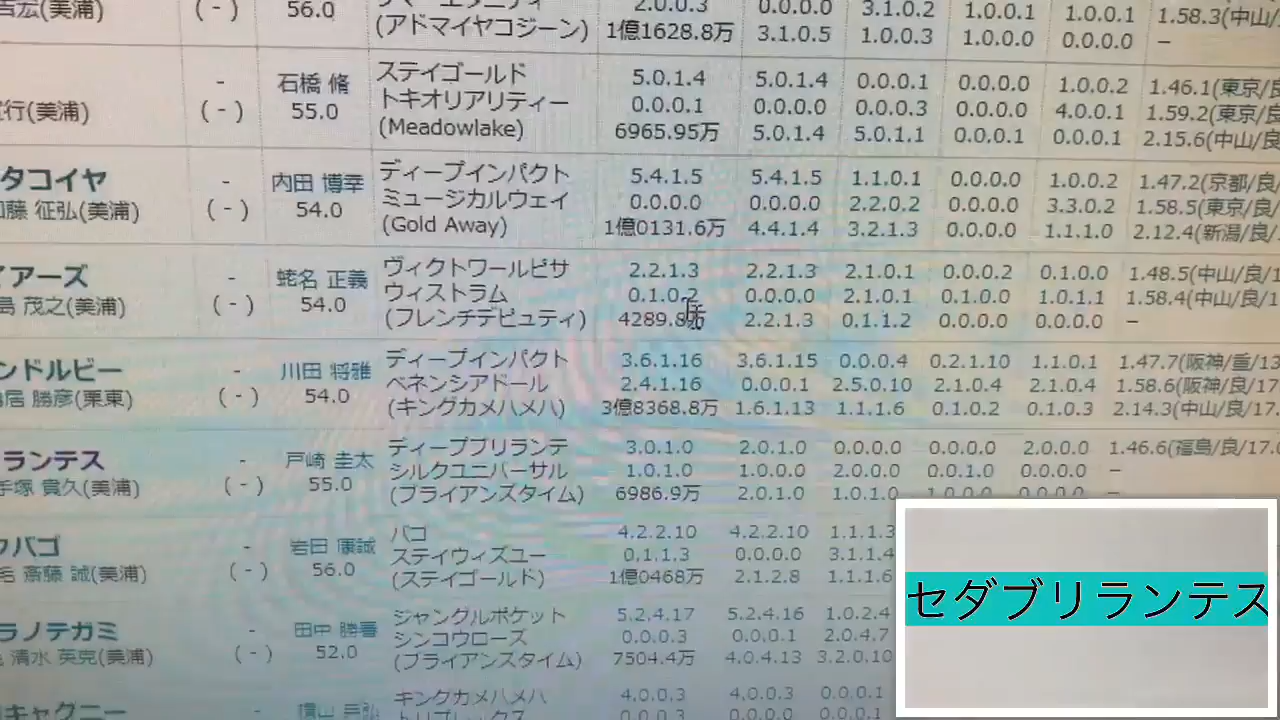 吉宏(美浦) (-) 56.0 (アドマイヤコジーン) 1億1628.8万 3.1.0.5 1.0.0.3 1.0.0.0 0.0.0.0 –
2.0.0.3 0.0.0.0 3.1.0.2 1.0.0.1 1.0.0.1 1.58.3(中山/
- 石橋 脩 ステイゴールド 5.0.1.4 5.0.1.4 0.0.0.1 0.0.0.0 1.0.0.2 1.46.1(東京/良
行(美浦) (-) 55.0 トキオリアリティー 0.0.0.1 0.0.0.0 0.0.0.3 0.0.0.0 4.0.0.1 1.59.2(東京/良
(Meadowlake) 6965.95万 5.0.1.4 5.0.1.1 0.0.0.1 0.0.0.1 2.15.6(中山/良
タコイヤ - 内田 博幸 ディープインパクト 5.4.1.5 5.4.1.5 1.1.0.1 0.0.0.0 1.0.0.2 1.47.2(京都/良/
加藤 征弘(美浦) (-) 54.0 ミュージカルウェイ 0.0.0.0 0.0.0.0 2.2.0.2 0.0.0.0 3.3.0.2 1.58.5(東京/良/
(Gold Away) 1億0131.6万 4.4.1.4 3.2.1.3 0.0.0.0 1.1.1.0 2.12.4(新潟/良/
イアーズ - 蛯名 正義 ヴィクトワールピサ 2.2.1.3 2.2.1.3 2.1.0.1 0.0.0.2 0.1.0.0 1.48.5(中山/良/1
島 茂之(美浦) (-) 54.0 ウィストラム 0.1.0.2 0.0.0.0 2.1.0.1 0.1.0.0 1.0.1.1 1.58.4(中山/良/1
(フレンチデピュティ) 4289.8万 2.2.1.3 0.1.1.2 0.0.0.0 0.0.0.0 –
ンドルビー - 川田 将雅 ディープインパクト 3.6.1.16 3.6.1.15 0.0.0.4 0.2.1.10 1.1.0.1 1.47.7(阪神/重/13
居 勝彦(栗東) (-) 54.0 ベネンシアドール 2.4.1.16 0.0.0.1 2.5.0.10 2.1.0.4 2.1.0.4 1.58.6(阪神/良/17
(キングカメハメハ) 3億8368.8万 1.6.1.13 1.1.1.6 0.1.0.2 0.1.0.3 2.14.3(中山/良/17.
ランテス - 戸崎 圭太 ディープブリランテ 3.0.1.0 2.0.1.0 0.0.0.0 0.0.0.0 2.0.0.0 1.46.6(福島/良/17.0
手塚 貴久(美浦) (-) 55.0 シルクユニバーサル 1.0.1.0 1.0.0.0 2.0.0.0 0.0.1.0 0.0.0.0 –
(ブライアンズタイム) 6986.9万 2.0.1.0 1.0.1.0 1.0.0.0 0.0.0.0 –
クバゴ - 岩田 康誠 バゴ 4.2.2.10 4.2.2.10 1.1.1.3
斎藤 誠(美浦) (-) 56.0 ステイウィズユー 0.1.1.3 0.0.0.0 3.1.1.4
(ステイゴールド) 1億0468万 2.1.2.8 1.1.1.6
ラノテガミ - 田中 勝春 ジャングルポケット 5.2.4.17 5.2.4.16 1.0.2.4
清水 英克(美浦) (-) 52.0 シンコウローズ 0.0.0.3 0.0.0.1 2.0.4.7
(ブライアンズタイム) 7504.4万 4.0.4.13 3.2.0.10
キャグニー - キングカメハメハ 4.0.0.3 4.0.0.3 0.0.0.1
0.0.0.3 0.0.0.0 0.0.0.1
セダブリランテス